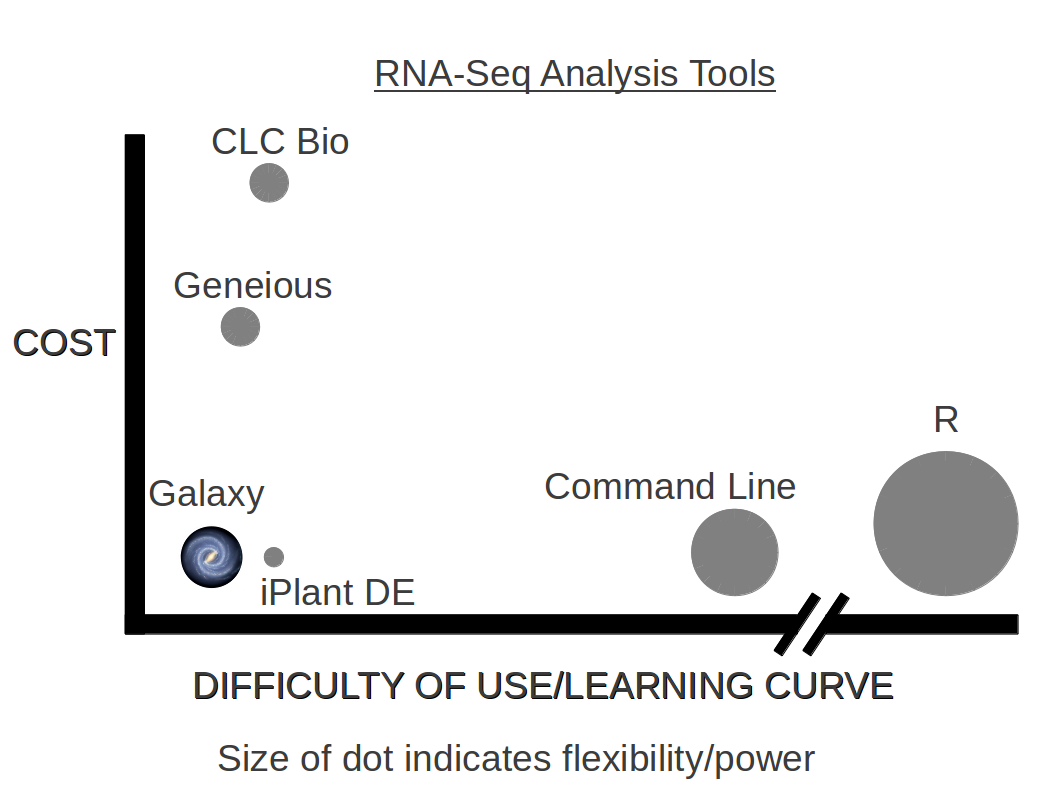 RNA-Seq Analysis Tools
CLC Bio
Geneious
COST
R
Command Line
Galaxy
iPlant DE
DIFFICULTY OF USE/LEARNING CURVE
Size of dot indicates flexibility/power